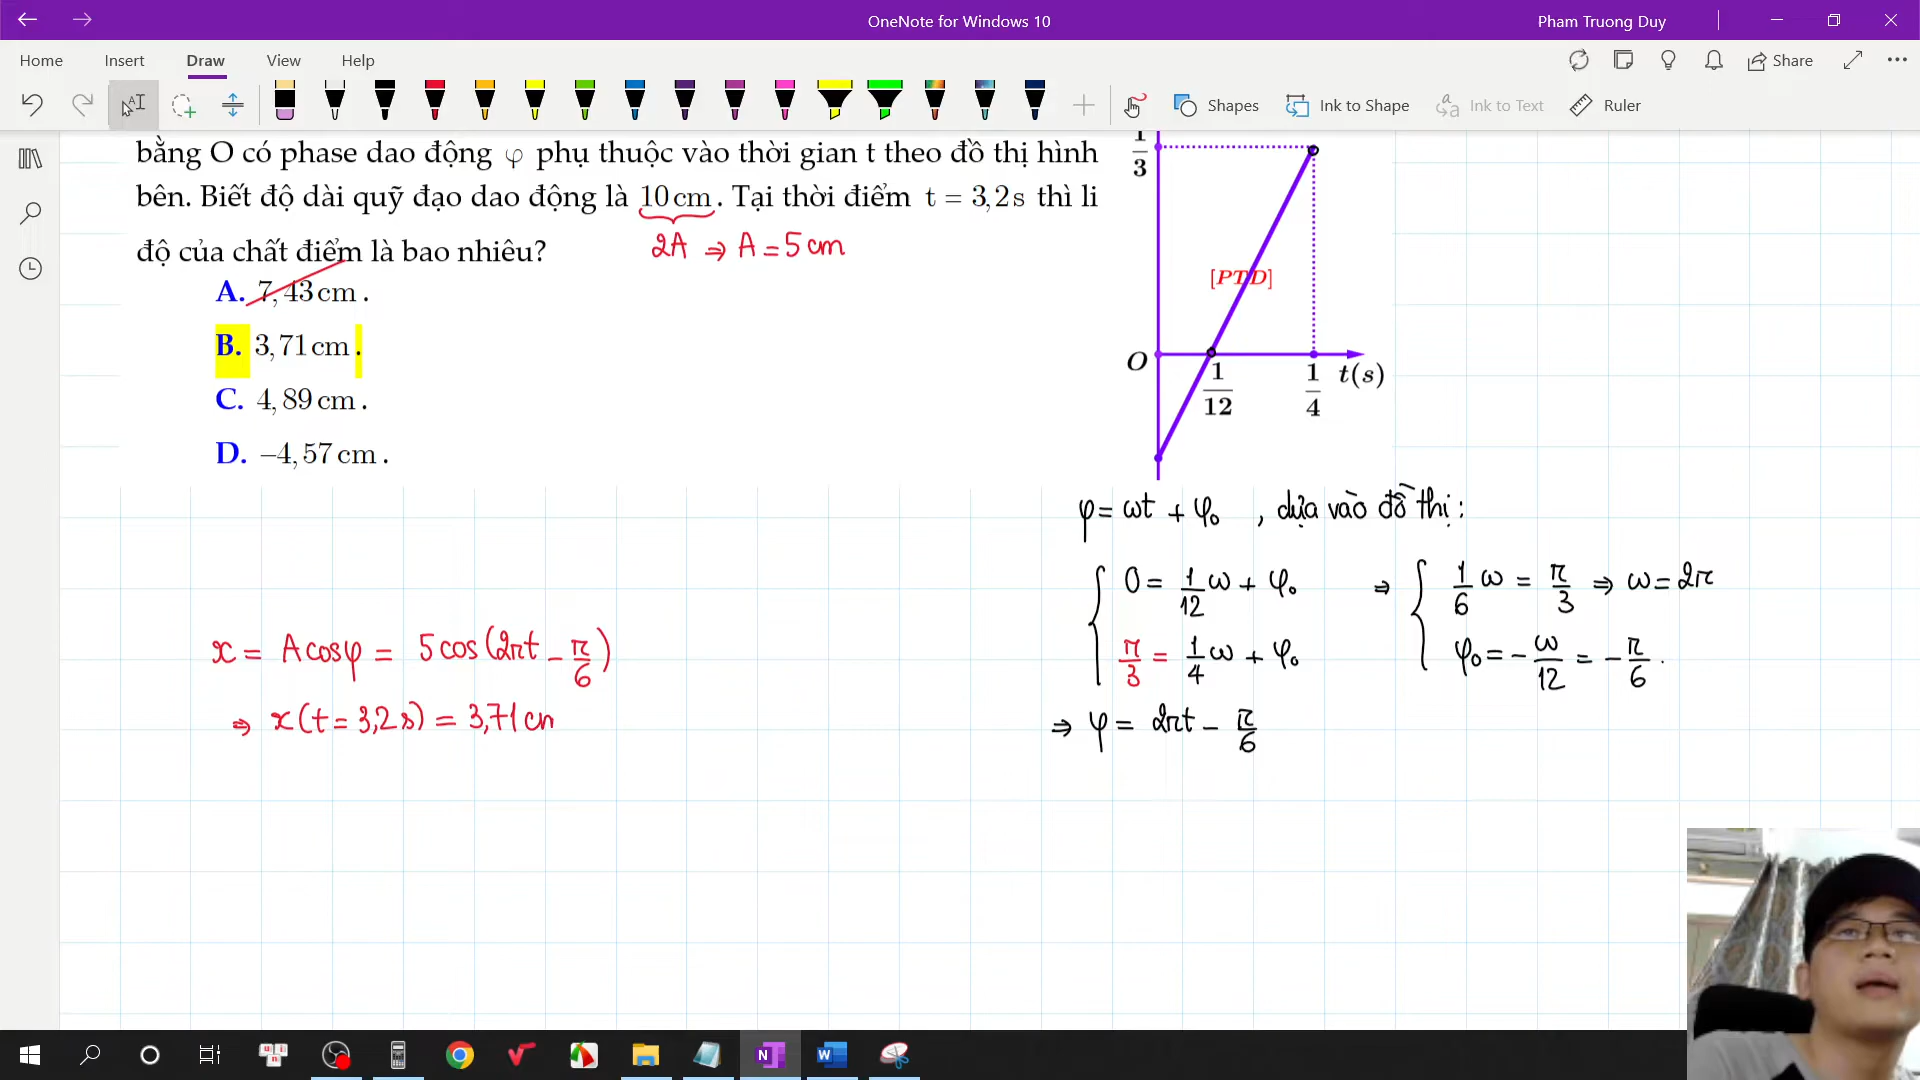 OneNote for Windows 10
Pham Truong Duy
Home Insert Draw View Help
Share
Shapes Ink to Shape Ink to Text Ruler
bằng O có phase dao động φ phụ thuộc vào thời gian t theo đồ thị hình
bên. Biết độ dài quỹ đạo dao động là 10 cm. Tại thời điểm t = 3,2 s thì li
độ của chất điểm là bao nhiêu?
2A ⇒ A = 5 cm
A. 7,43 cm.
B. 3,71 cm.
C. 4,89 cm.
D. −4,57 cm.
1/3
[PTD]
O 1/12 1/4 t(s)
φ = ωt + φ₀ , dựa vào đồ thị:
0 = 1/12 ω + φ₀ ⇒ 1/6 ω = π/3 ⇒ ω = 2π
π/3 = 1/4 ω + φ₀ φ₀ = − ω/12 = − π/6.
⇒ φ = 2πt − π/6
x = A cosφ = 5 cos(2πt − π/6)
⇒ x(t = 3,2 s) = 3,71 cm